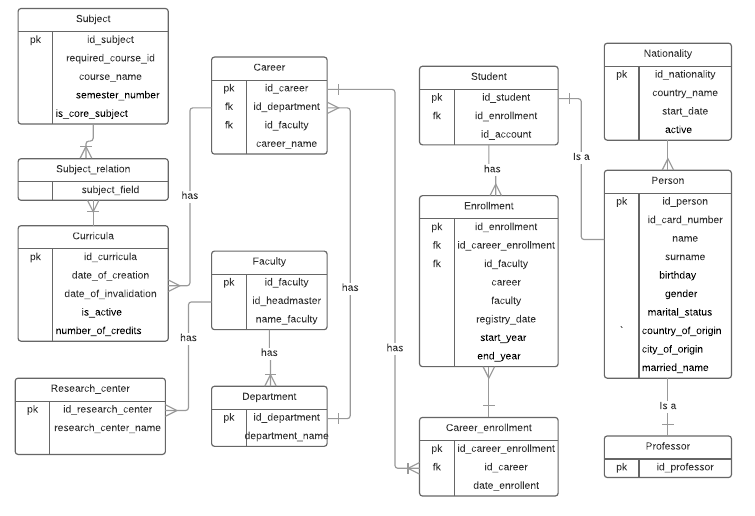 Subject
pk id_subject
required_course_id
course_name
semester_number
is_core_subject
Subject_relation
subject_field
Curricula
pk id_curricula
date_of_creation
date_of_invalidation
is_active
number_of_credits
Research_center
pk id_research_center
research_center_name
Career
pk id_career
fk id_department
fk id_faculty
career_name
has
Faculty
pk id_faculty
id_headmaster
name_faculty
has
has
has
Department
pk id_department
department_name
Student
pk id_student
fk id_enrollment
id_account
has
Enrollment
pk id_enrollment
fk id_career_enrollment
fk id_faculty
career
faculty
registry_date
start_year
end_year
has
Career_enrollment
pk id_career_enrollment
fk id_career
date_enrollent
Nationality
pk id_nationality
country_name
start_date
active
Is a
Person
pk id_person
id_card_number
name
surname
birthday
gender
marital_status
` country_of_origin
city_of_origin
married_name
Is a
Professor
pk id_professor